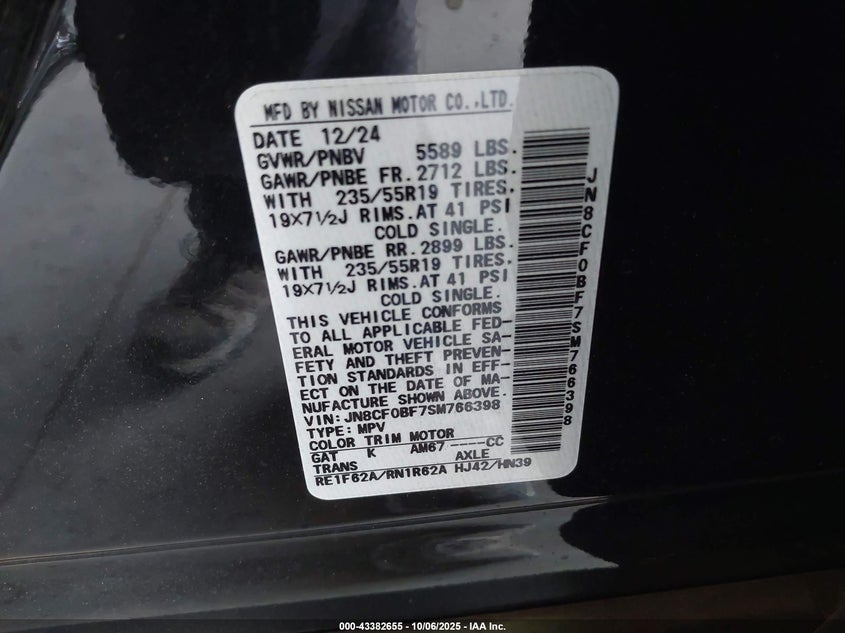 MFD BY NISSAN MOTOR CO.,LTD.
DATE 12/24
GVWR/PNBV 5589 LBS.
GAWR/PNBE FR. 2712 LBS.
WITH 235/55R19 TIRES.
19X7½J RIMS. AT 41 PSI
COLD SINGLE.
GAWR/PNBE RR. 2899 LBS.
WITH 235/55R19 TIRES.
19X7½J RIMS. AT 41 PSI
COLD SINGLE.
THIS VEHICLE CONFORMS
TO ALL APPLICABLE FED-
ERAL MOTOR VEHICLE SA-
FETY AND THEFT PREVEN-
TION STANDARDS IN EFF-
ECT ON THE DATE OF MA-
NUFACTURE SHOWN ABOVE.
VIN: JN8CF0BF7SM766398
TYPE: MPV
COLOR TRIM MOTOR
GAT K AM67 ----CC
TRANS AXLE
RE1F62A/RN1R62A HJ42/HN39
JN8CF0BF7SM766398
000-43382655 - 10/06/2025 - IAA Inc.